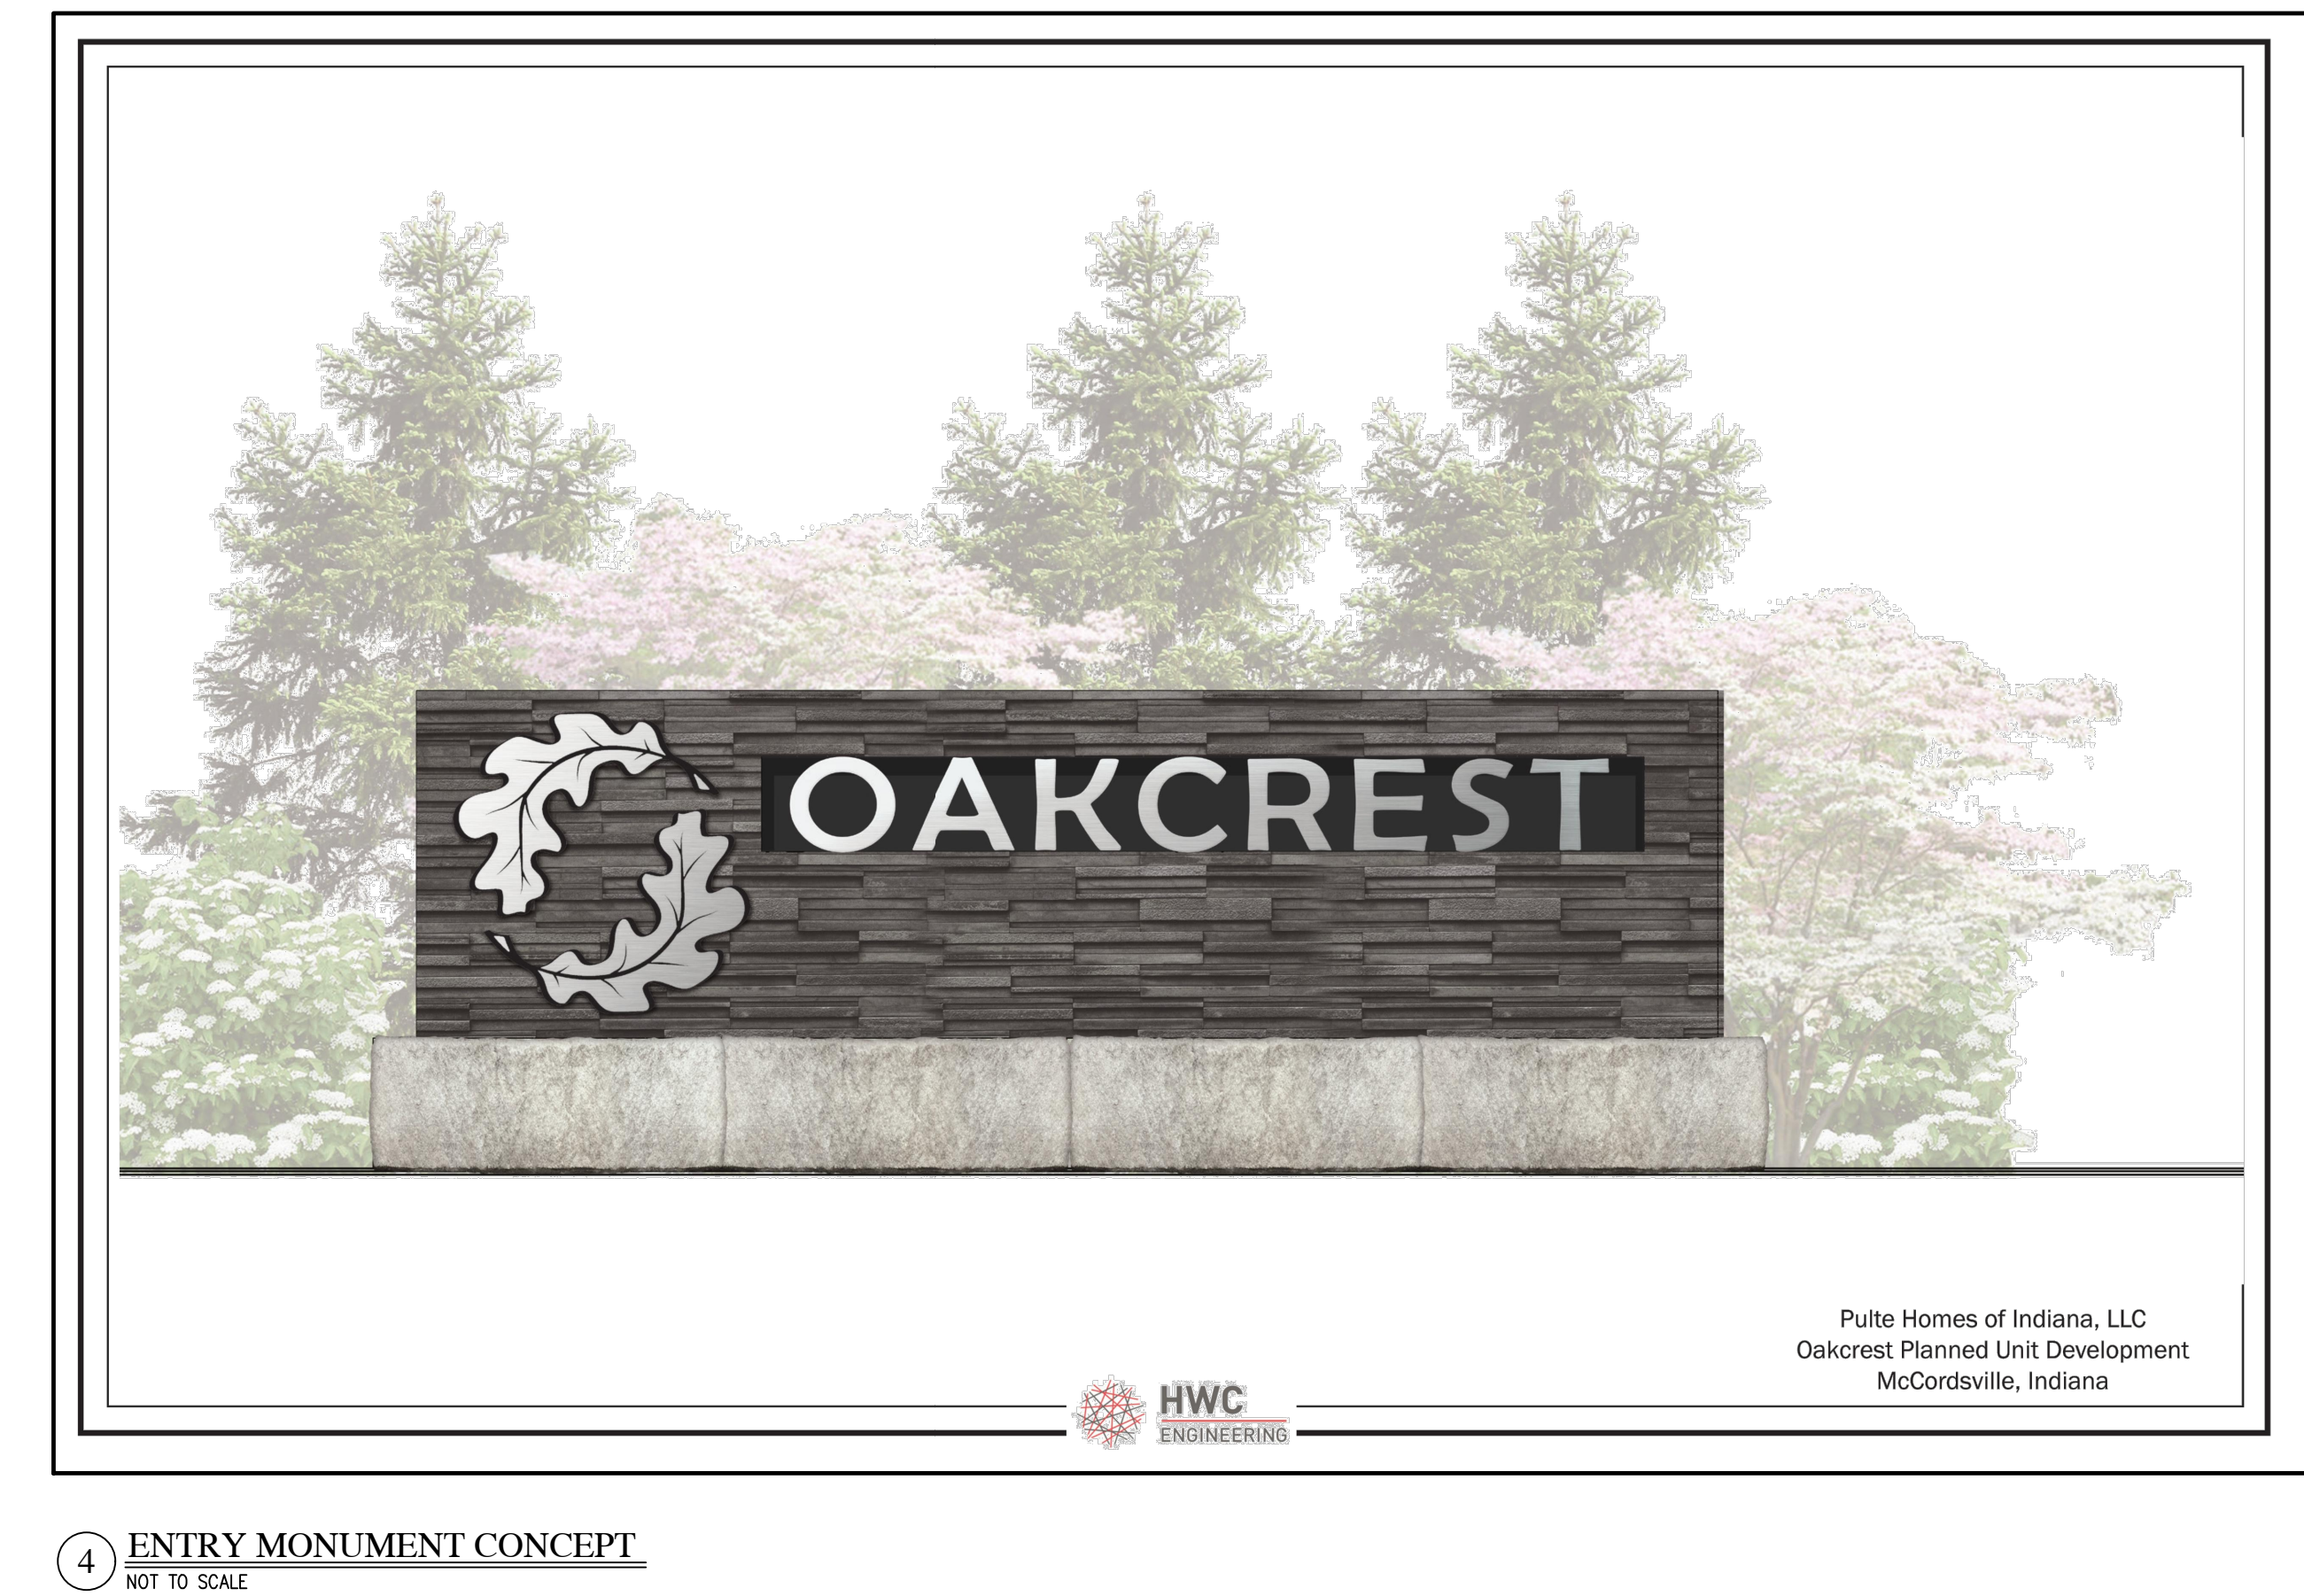 OAKCREST
Pulte Homes of Indiana, LLC
Oakcrest Planned Unit Development
McCordsville, Indiana
HWC
ENGINEERING
4 ENTRY MONUMENT CONCEPT
NOT TO SCALE